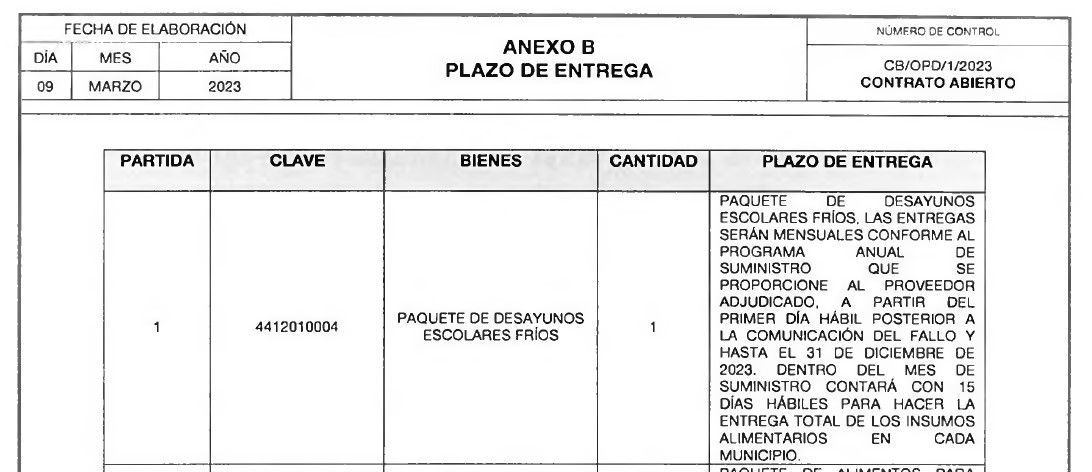 FECHA DE ELABORACIÓN
DÍA MES AÑO
09 MARZO 2023
ANEXO B
PLAZO DE ENTREGA
NÚMERO DE CONTROL
CB/OPD/1/2023
CONTRATO ABIERTO
PARTIDA CLAVE BIENES CANTIDAD PLAZO DE ENTREGA
1
4412010004
PAQUETE DE DESAYUNOS
ESCOLARES FRÍOS
1
PAQUETE DE DESAYUNOS
ESCOLARES FRÍOS, LAS ENTREGAS
SERÁN MENSUALES CONFORME AL
PROGRAMA ANUAL DE
SUMINISTRO QUE SE
PROPORCIONE AL PROVEEDOR
ADJUDICADO, A PARTIR DEL
PRIMER DÍA HÁBIL POSTERIOR A
LA COMUNICACIÓN DEL FALLO Y
HASTA EL 31 DE DICIEMBRE DE
2023. DENTRO DEL MES DE
SUMINISTRO CONTARÁ CON 15
DÍAS HÁBILES PARA HACER LA
ENTREGA TOTAL DE LOS INSUMOS
ALIMENTARIOS EN CADA
MUNICIPIO.
PAQUETE DE ALIMENTOS PARA